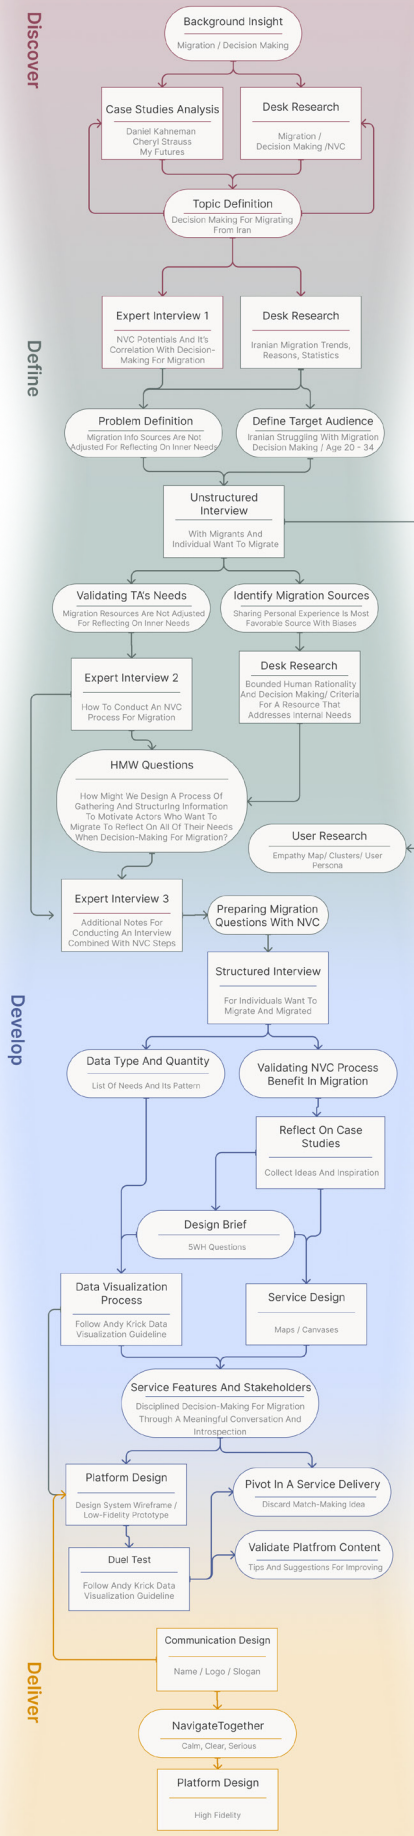 Discover
Background Insight
Migration / Decision Making
Case Studies Analysis
Daniel Kahneman
Cheryl Strauss
My Futures
Desk Research
Migration /
Decision Making /NVC
Topic Definition
Decision Making For Migrating
From Iran
Define
Expert Interview 1
NVC Potentials And It's
Correlation With Decision-
Making For Migration
Desk Research
Iranian Migration Trends,
Reasons, Statistics
Problem Definition
Migration Info Sources Are Not
Adjusted For Reflecting On Inner Needs
Define Target Audience
Iranian Struggling With Migration
Decision Making / Age 20 - 34
Unstructured
Interview
With Migrants And
Individual Want To Migrate
Validating TA's Needs
Migration Resources Are Not Adjusted
For Reflecting On Inner Needs
Identify Migration Sources
Sharing Personal Experience Is Most
Favorable Source With Biases
Expert Interview 2
How To Conduct An NVC
Process For Migration
Desk Research
Bounded Human Rationality
And Decision Making/ Criteria
For A Resource That
Addresses Internal Needs
HMW Questions
How Might We Design A Process Of
Gathering And Structuring Information
To Motivate Actors Who Want To
Migrate To Reflect On All Of Their Needs
When Decision-Making For Migration?
User Research
Empathy Map/ Clusters/ User
Persona
Expert Interview 3
Additional Notes For
Conducting An Interview
Combined With NVC Steps
Preparing Migration
Questions With NVC
Develop
Structured Interview
For Individuals Want To
Migrate And Migrated
Data Type And Quantity
List Of Needs And Its Pattern
Validating NVC Process
Benefit In Migration
Reflect On Case
Studies
Collect Ideas And Inspiration
Design Brief
5WH Questions
Data Visualization
Process
Follow Andy Krick Data
Visualization Guideline
Service Design
Maps / Canvases
Service Features And Stakeholders
Disciplined Decision-Making For Migration
Through A Meaningful Conversation And
Introspection
Platform Design
Design System Wireframe /
Low-Fidelity Prototype
Pivot In A Service Delivery
Discard Match-Making Idea
Duel Test
Follow Andy Krick Data
Visualization Guideline
Validate Platfrom Content
Tips And Suggestions For Improving
Deliver
Communication Design
Name / Logo / Slogan
NavigateTogether
Calm, Clear, Serious
Platform Design
High Fidelity